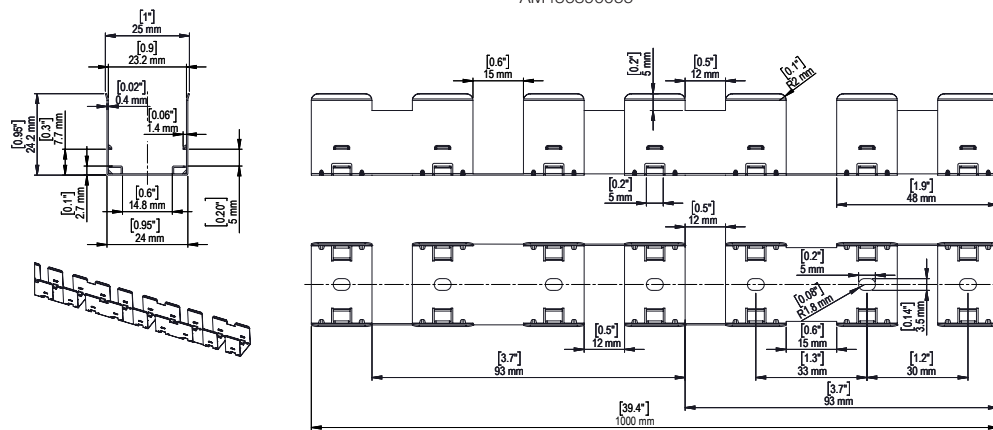 [1"]
25 mm
[0.9]
23.2 mm
[0.02"]
0.4 mm
[0.06"]
1.4 mm
[0.95"]
24.2 mm
[0.3"]
7.7 mm
[0.1"]
2.7 mm
[0.6"]
14.8 mm
[0.95"]
24 mm
[0.20"]
5 mm
[0.6"]
15 mm
[0.2"]
5 mm
[0.5"]
12 mm
[0.1"]
R2 mm
[0.2"]
5 mm
[1.9"]
48 mm
[0.5"]
12 mm
[0.2"]
5 mm
[0.08"]
R1.8 mm
[0.14"]
3.5 mm
[0.5"]
12 mm
[0.6"]
15 mm
[3.7"]
93 mm
[1.3"]
33 mm
[1.2"]
30 mm
[3.7"]
93 mm
[39.4"]
1000 mm